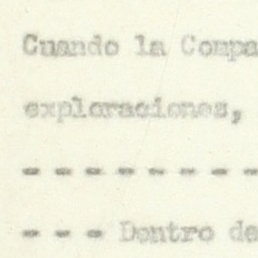 Cuando la Compa
exploraciones,
- - - - - - - -
- - - Dentro de